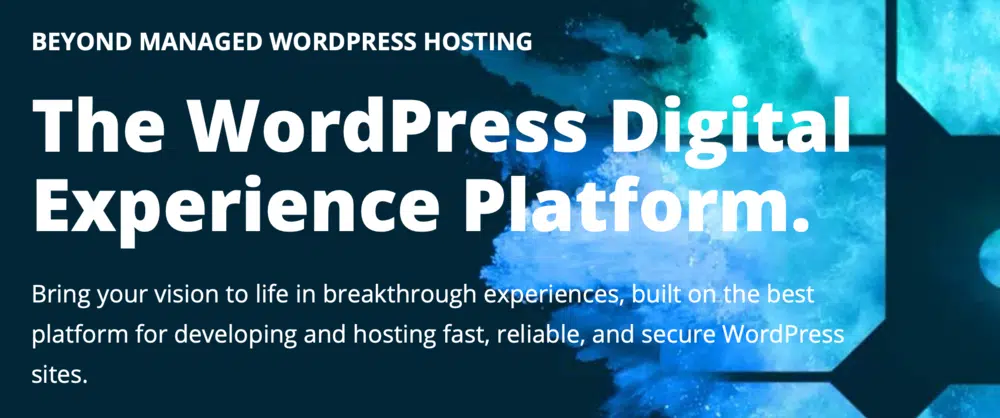 BEYOND MANAGED WORDPRESS HOSTING
The WordPress Digital
Experience Platform.
Bring your vision to life in breakthrough experiences, built on the best
platform for developing and hosting fast, reliable, and secure WordPress
sites.